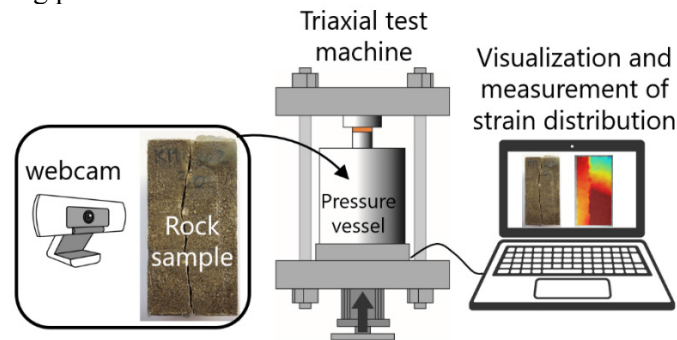 Triaxial test
machine
Visualization and
measurement of
strain distribution
webcam
Rock
sample
Pressure
vessel